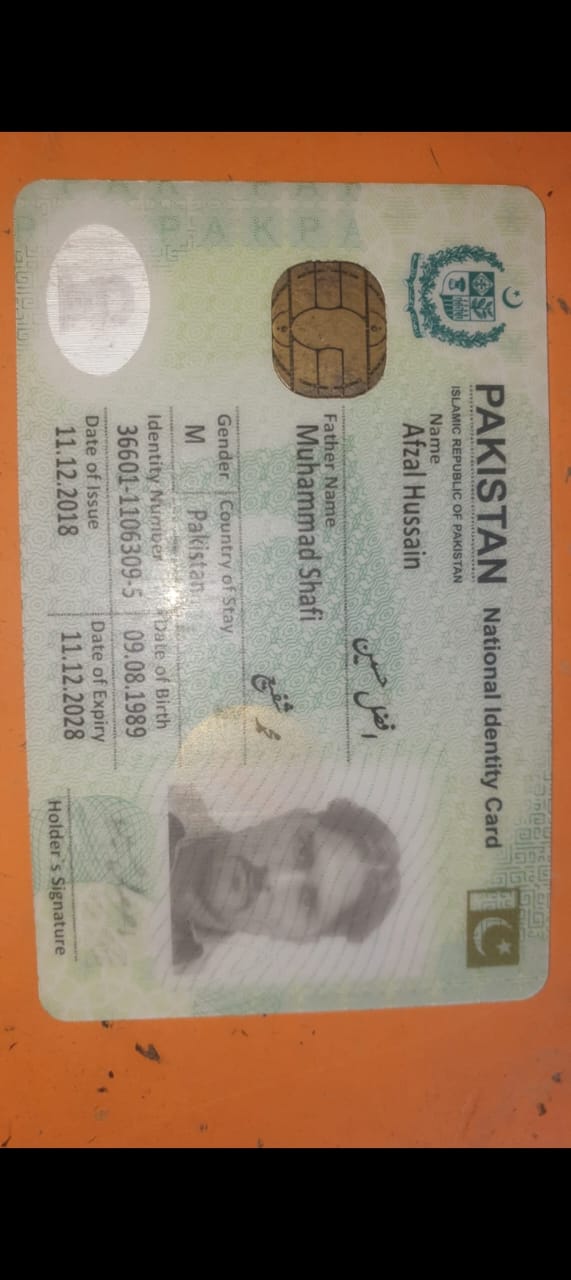 PAKISTAN National Identity Card
ISLAMIC REPUBLIC OF PAKISTAN
Name
Afzal Hussain
افضل حسین
Father Name
Muhammad Shafi
محمد شفیع
Gender Country of Stay
M Pakistan
Identity Number Date of Birth
36601-1106309-5 09.08.1989
Date of Issue Date of Expiry
11.12.2018 11.12.2028
Holder's Signature